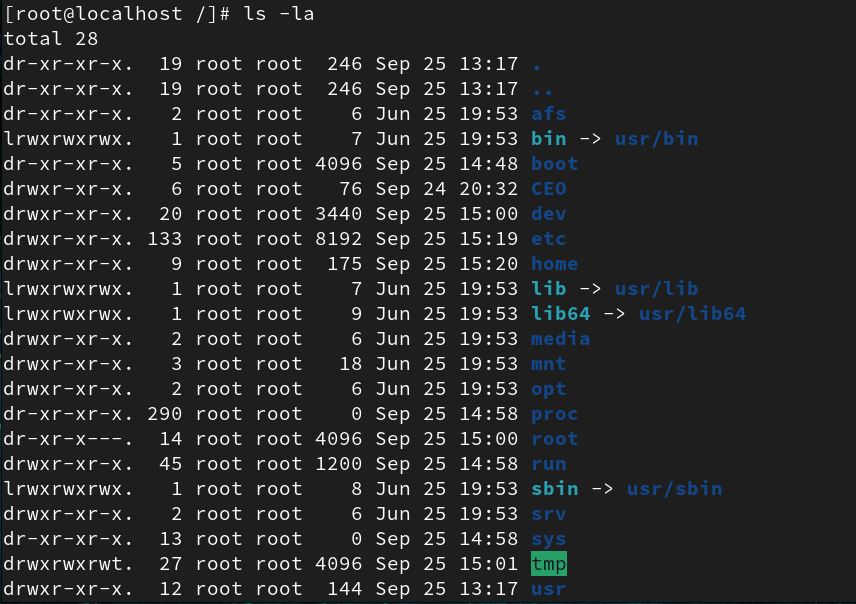 [root@localhost /]# ls -la
total 28
dr-xr-xr-x.  19 root root  246 Sep 25 13:17 .
dr-xr-xr-x.  19 root root  246 Sep 25 13:17 ..
dr-xr-xr-x.   2 root root    6 Jun 25 19:53 afs
lrwxrwxrwx.   1 root root    7 Jun 25 19:53 bin -> usr/bin
dr-xr-xr-x.   5 root root 4096 Sep 25 14:48 boot
drwxr-xr-x.   6 root root   76 Sep 24 20:32 CEO
drwxr-xr-x.  20 root root 3440 Sep 25 15:00 dev
drwxr-xr-x. 133 root root 8192 Sep 25 15:19 etc
drwxr-xr-x.   9 root root  175 Sep 25 15:20 home
lrwxrwxrwx.   1 root root    7 Jun 25 19:53 lib -> usr/lib
lrwxrwxrwx.   1 root root    9 Jun 25 19:53 lib64 -> usr/lib64
drwxr-xr-x.   2 root root    6 Jun 25 19:53 media
drwxr-xr-x.   3 root root   18 Jun 25 19:53 mnt
drwxr-xr-x.   2 root root    6 Jun 25 19:53 opt
dr-xr-xr-x. 290 root root    0 Sep 25 14:58 proc
dr-xr-x---.  14 root root 4096 Sep 25 15:00 root
drwxr-xr-x.  45 root root 1200 Sep 25 14:58 run
lrwxrwxrwx.   1 root root    8 Jun 25 19:53 sbin -> usr/sbin
drwxr-xr-x.   2 root root    6 Jun 25 19:53 srv
dr-xr-xr-x.  13 root root    0 Sep 25 14:58 sys
drwxrwxrwt.  27 root root 4096 Sep 25 15:01 tmp
drwxr-xr-x.  12 root root  144 Sep 25 13:17 usr